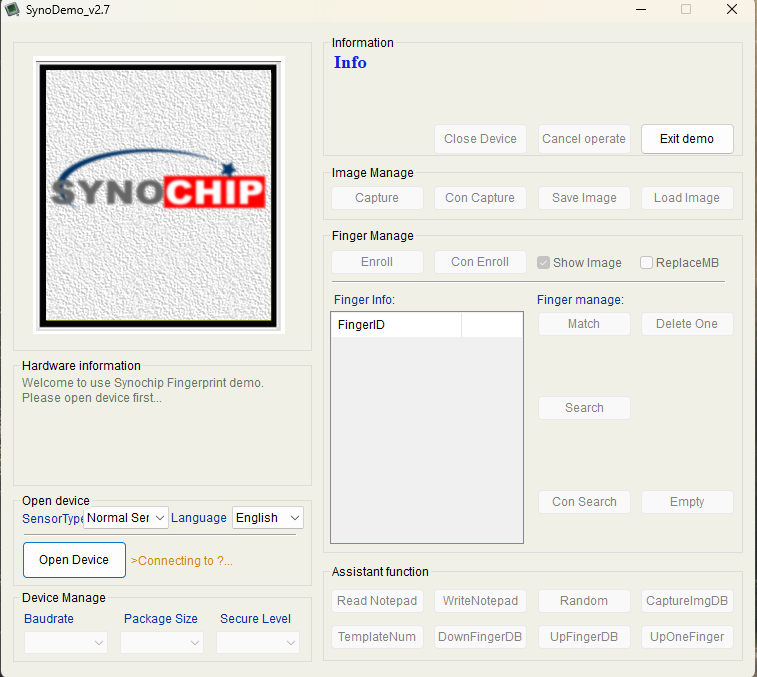 SynoDemo_v2.7
SYNOCHIP
Hardware information
Welcome to use Synochip Fingerprint demo.
Please open device first...
Open device
SensorType Normal Ser Language English
Open Device >Connecting to ?...
Device Manage
Baudrate Package Size Secure Level
Information
Info
Close Device Cancel operate Exit demo
Image Manage
Capture Con Capture Save Image Load Image
Finger Manage
Enroll Con Enroll Show Image ReplaceMB
Finger Info: Finger manage:
FingerID
Match Delete One
Search
Con Search Empty
Assistant function
Read Notepad WriteNotepad Random CaptureImgDB
TemplateNum DownFingerDB UpFingerDB UpOneFinger